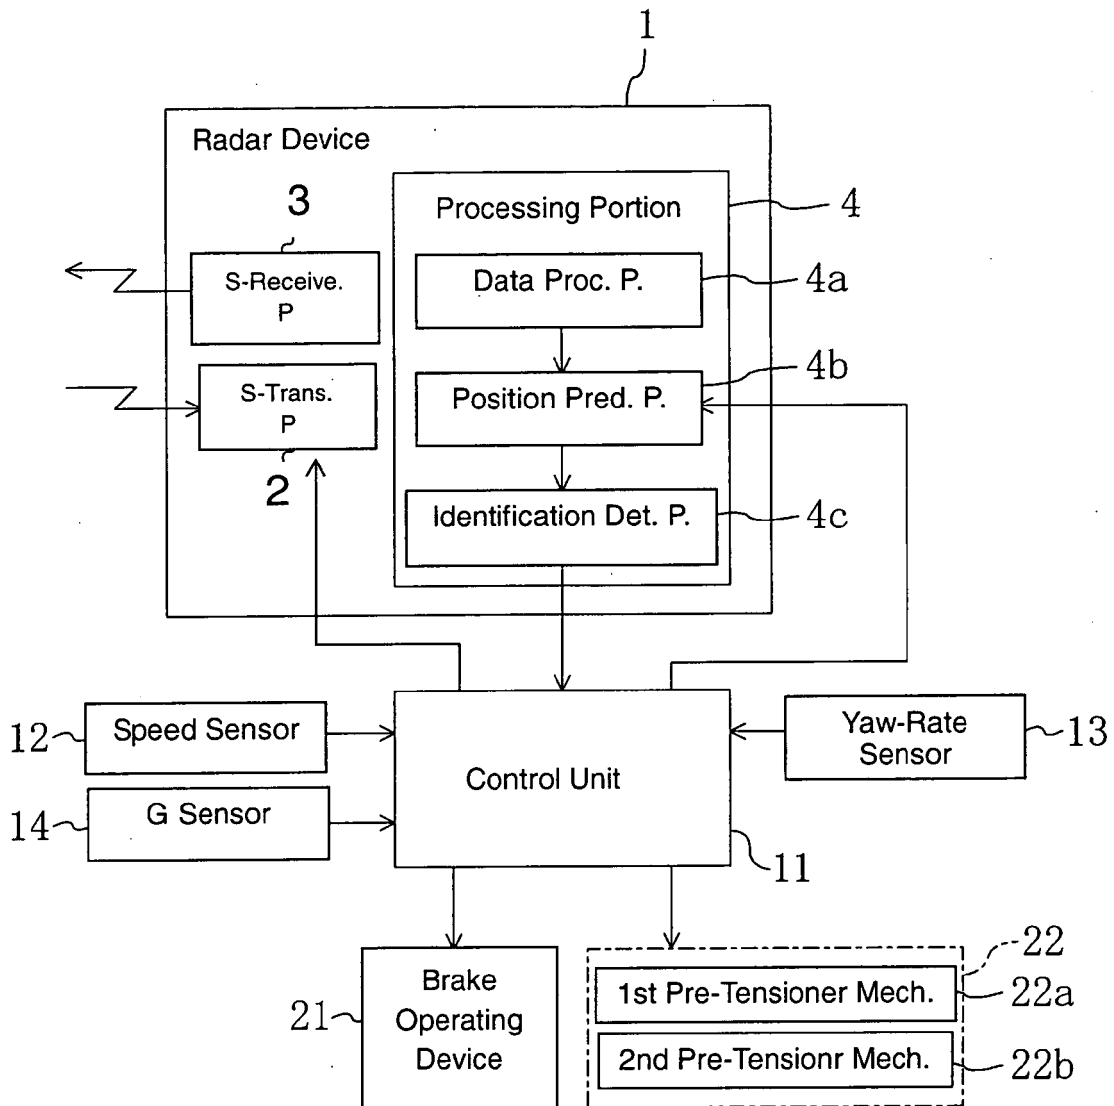 1
Radar Device
3
Processing Portion
4
S-Receive.
P
Data Proc. P.
4a
S-Trans.
P
2
Position Pred. P.
4b
Identification Det. P.
4c
12
Speed Sensor
Yaw-Rate
Sensor
13
Control Unit
14
G Sensor
11
22
Brake
Operating
Device
21
1st Pre-Tensioner Mech.
22a
2nd Pre-Tensionr Mech.
22b